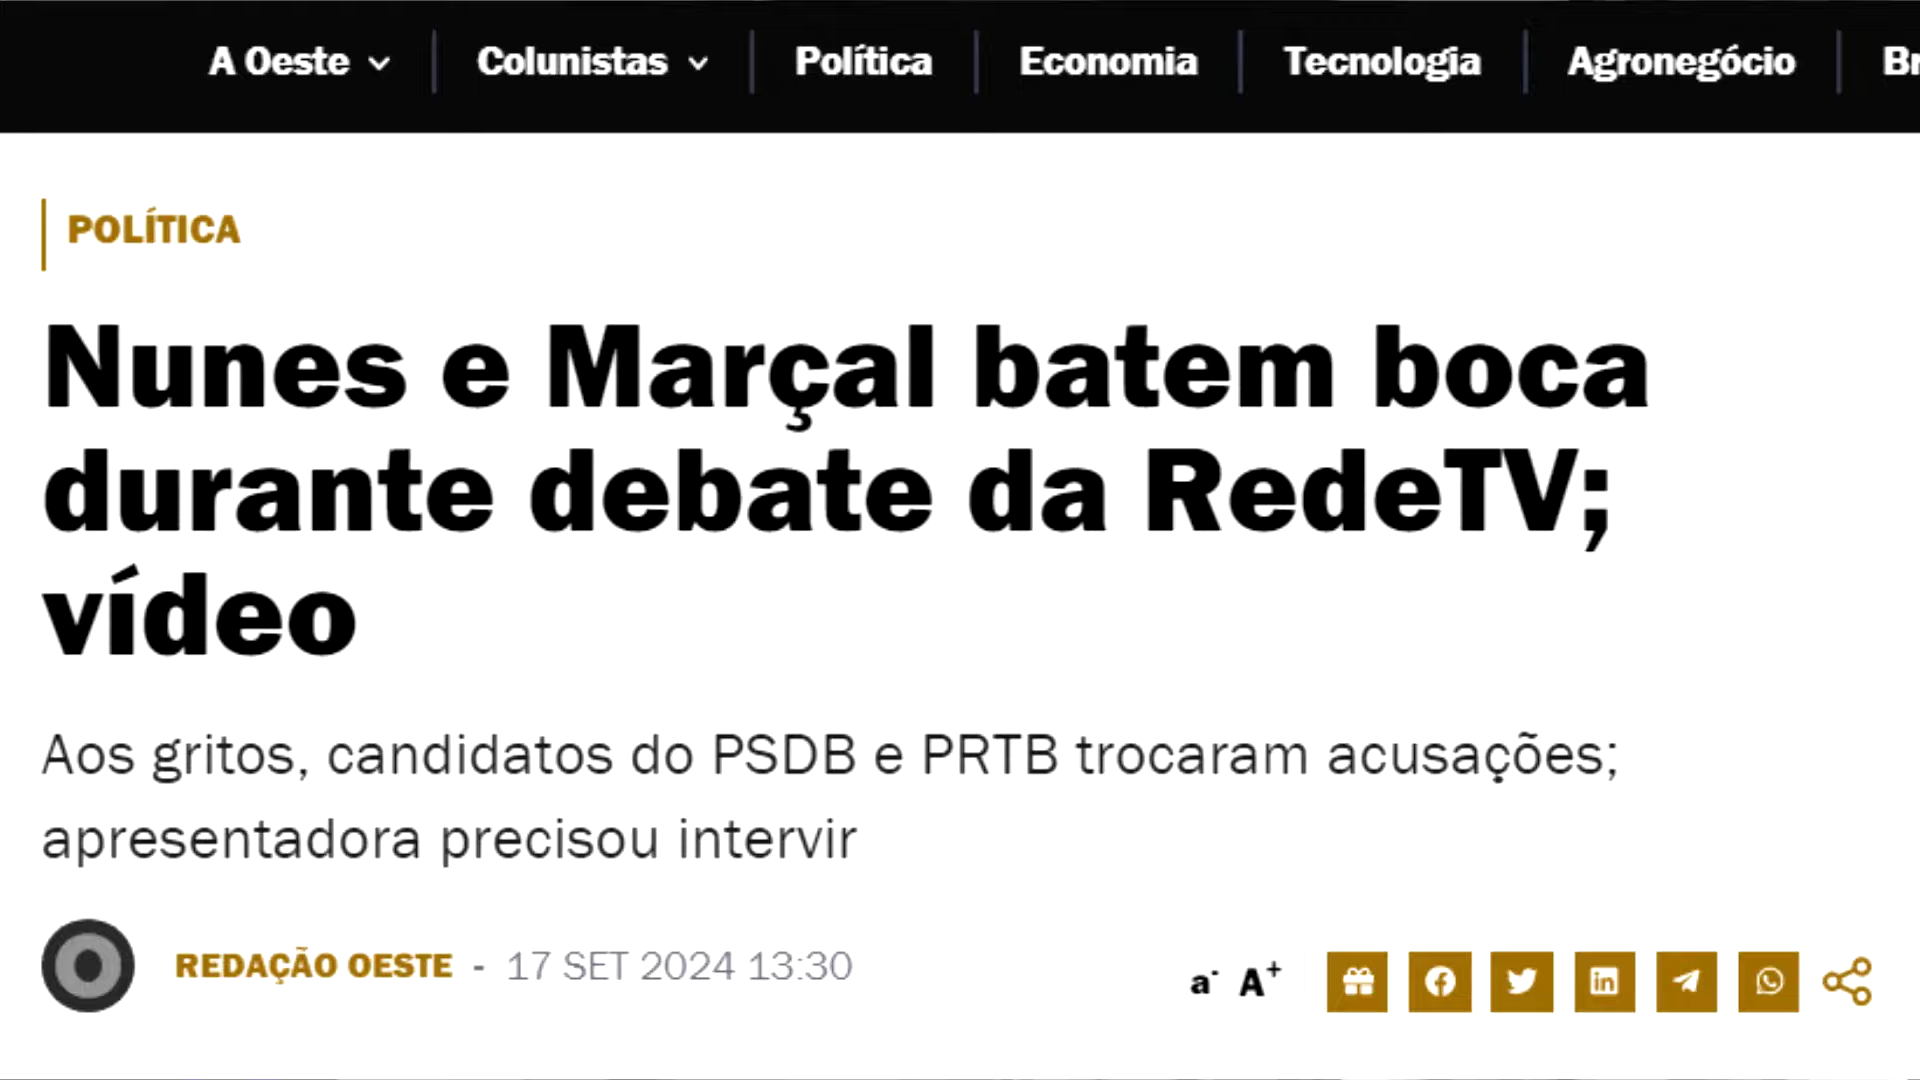 A Oeste
Colunistas
Política
Economia
Tecnologia
Agronegócio
Br
POLÍTICA
Nunes e Marçal batem boca
durante debate da RedeTV;
vídeo
Aos gritos, candidatos do PSDB e PRTB trocaram acusações;
apresentadora precisou intervir
REDAÇÃO OESTE - 17 SET 2024 13:30
a- A+